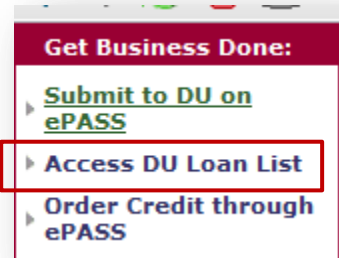 Get Business Done:
Submit to DU on
ePASS
Access DU Loan List
Order Credit through
ePASS